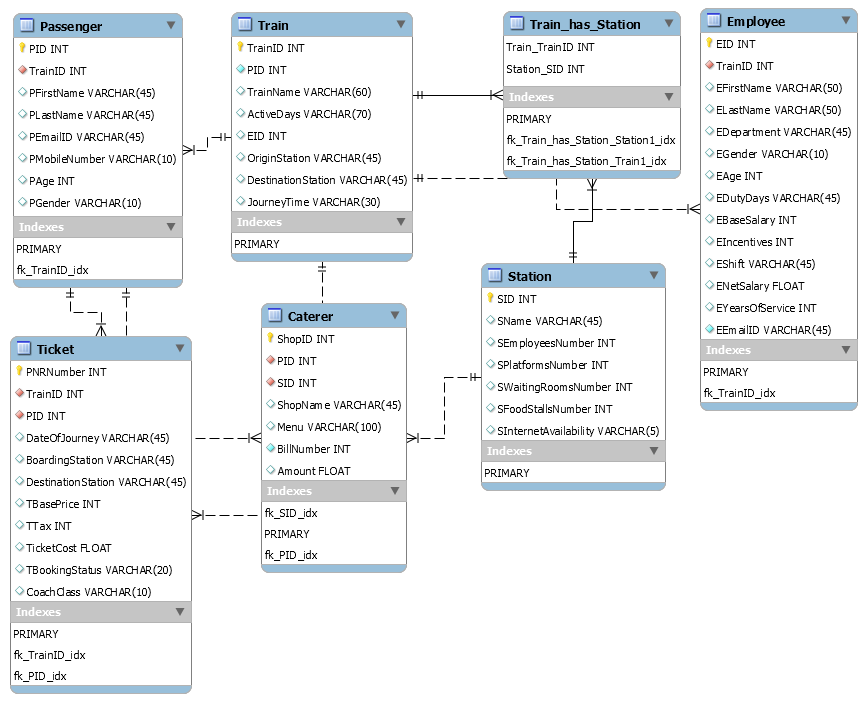 Passenger
PID INT
TrainID INT
PFirstName VARCHAR(45)
PLastName VARCHAR(45)
PEmailID VARCHAR(45)
PMobileNumber VARCHAR(10)
PAge INT
PGender VARCHAR(10)
Indexes
PRIMARY
fk_TrainID_idx
Train
TrainID INT
PID INT
TrainName VARCHAR(60)
ActiveDays VARCHAR(70)
EID INT
OriginStation VARCHAR(45)
DestinationStation VARCHAR(45)
JourneyTime VARCHAR(30)
Indexes
PRIMARY
Train_has_Station
Train_TrainID INT
Station_SID INT
Indexes
PRIMARY
fk_Train_has_Station_Station1_idx
fk_Train_has_Station_Train1_idx
Employee
EID INT
TrainID INT
EFirstName VARCHAR(50)
ELastName VARCHAR(50)
EDepartment VARCHAR(45)
EGender VARCHAR(10)
EAge INT
EDutyDays VARCHAR(45)
EBaseSalary INT
EIncentives INT
EShift VARCHAR(45)
ENetSalary FLOAT
EYearsOfService INT
EEmailID VARCHAR(45)
Indexes
PRIMARY
fk_TrainID_idx
Ticket
PNRNumber INT
TrainID INT
PID INT
DateOfJourney VARCHAR(45)
BoardingStation VARCHAR(45)
DestinationStation VARCHAR(45)
TBasePrice INT
TTax INT
TicketCost FLOAT
TBookingStatus VARCHAR(20)
CoachClass VARCHAR(10)
Indexes
PRIMARY
fk_TrainID_idx
fk_PID_idx
Caterer
ShopID INT
PID INT
SID INT
ShopName VARCHAR(45)
Menu VARCHAR(100)
BillNumber INT
Amount FLOAT
Indexes
fk_SID_idx
PRIMARY
fk_PID_idx
Station
SID INT
SName VARCHAR(45)
SEmployeesNumber INT
SPlatformsNumber INT
SWaitingRoomsNumber INT
SFoodStallsNumber INT
SInternetAvailability VARCHAR(5)
Indexes
PRIMARY